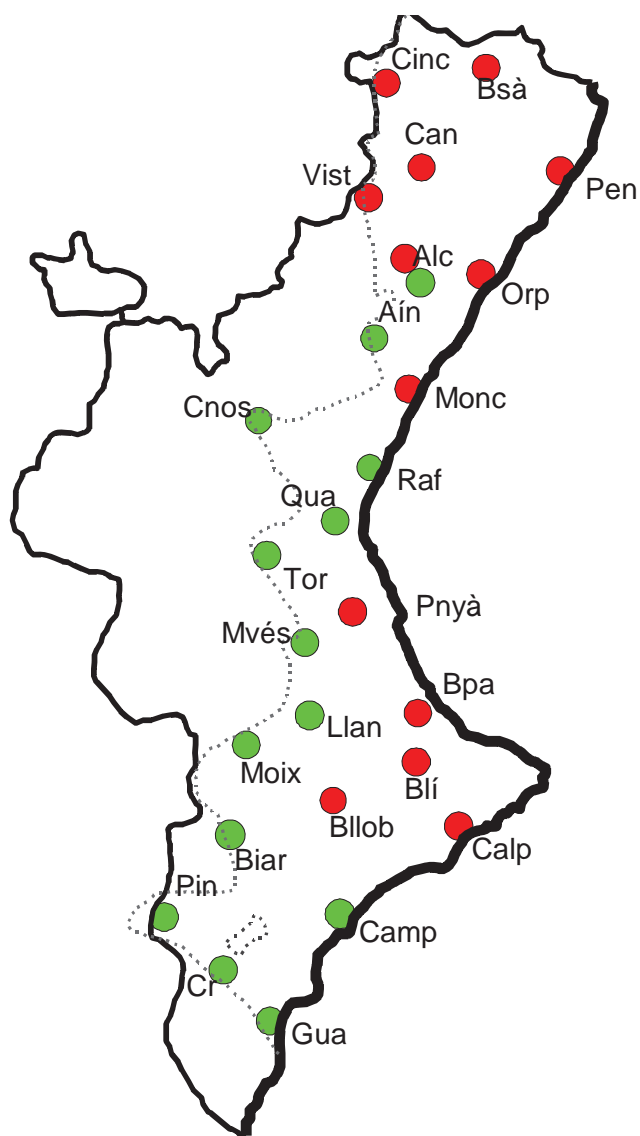 Cinc
Bsà
Can
Vist
Pen
Alc
Orp
Aín
Monc
Cnos
Raf
Qua
Tor
Pnyà
Mvés
Bpa
Llan
Moix
Blí
Bllob
Calp
Biar
Pin
Camp
Cr
Gua